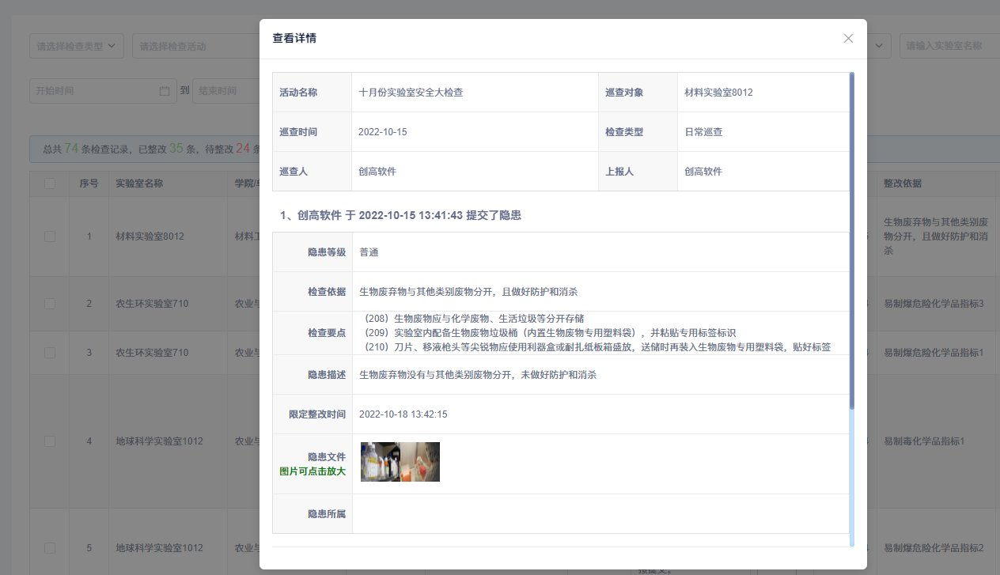 请选择检查类型
请选择检查活动
请输入实验室名称
开始时间
到
结束时间
总共 74 条检查记录，已整改 35 条，待整改 24 条
序号
实验室名称
学院/单
整改依据
1
材料实验室8012
材料工
生物废弃物与其他类别废
物分开，且做好防护和消
杀
2
农生环实验室710
农业与
易制爆危险化学品指标3
3
农生环实验室710
农业与
易制爆危险化学品指标1
4
地球科学实验室1012
农业与
易制毒化学品指标1
5
地球科学实验室1012
农业与
易制爆危险化学品指标2
查看详情
活动名称
十月份实验室安全大检查
巡查对象
材料实验室8012
巡查时间
2022-10-15
检查类型
日常巡查
巡查人
创高软件
上报人
创高软件
1、创高软件 于 2022-10-15 13:41:43 提交了隐患
隐患等级
普通
检查依据
生物废弃物与其他类别废物分开，且做好防护和消杀
检查要点
（208）生物废物应与化学废物、生活垃圾等分开存储
（209）实验室内配备生物废物垃圾桶（内置生物废物专用塑料袋），并粘贴专用标签标识
（210）刀片、移液枪头等尖锐物应使用利器盒或耐扎纸板箱盛放，送储时再装入生物废物专用塑料袋，贴好标签
隐患描述
生物废弃物没有与其他类别废物分开，未做好防护和消杀
限定整改时间
2022-10-18 13:42:15
隐患文件
图片可点击放大
隐患所属